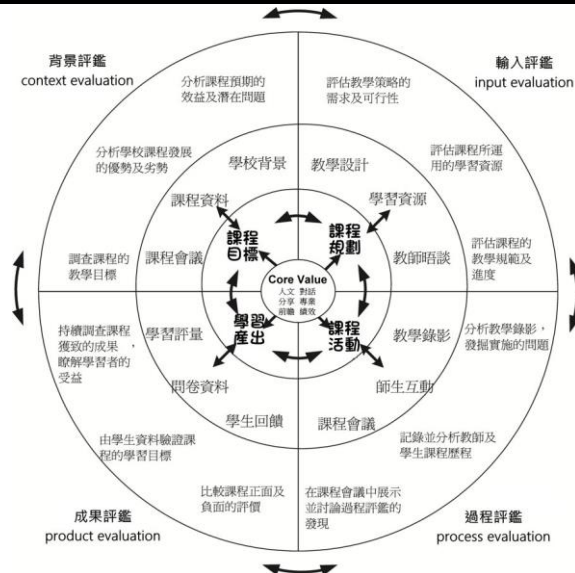 背景評鑑
context evaluation
輸入評鑑
input evaluation
分析課程預期的
效益及潛在問題
評估教學策略的
需求及可行性
分析學校課程發展
的優勢及劣勢
評估課程所運
用的學習資源
學校背景
教學設計
課程資料
學習資源
課程
目標
課程
規劃
調查課程的
教學目標
課程會議
教師晤談
評估課程的
教學規範及
進度
Core Value
人文 對話
分享 專業
前瞻 績效
持續調查課程
獲致的成果 ,
瞭解學習者的
受益
學習評量
學習
產出
課程
活動
教學錄影
分析教學錄影,
發掘實施的問題
問卷資料
師生互動
學生回饋
課程會議
由學生資料驗證課
程的學習目標
記錄並分析教師及
學生課程歷程
比較課程正面及
負面的評價
在課程會議中展示
並討論過程評鑑的
發現
成果評鑑
product evaluation
過程評鑑
process evaluation